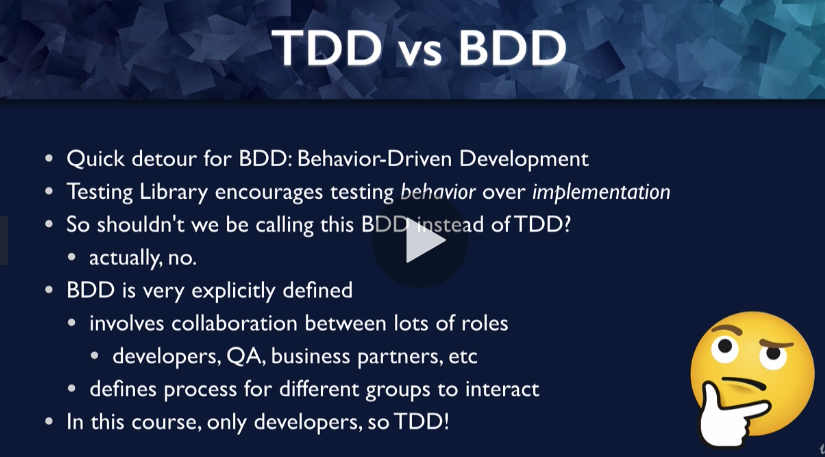 TDD vs BDD
Quick detour for BDD: Behavior-Driven Development
Testing Library encourages testing behavior over implementation
So shouldn't we be calling this BDD instead of TDD?
actually, no.
BDD is very explicitly defined
involves collaboration between lots of roles
developers, QA, business partners, etc
defines process for different groups to interact
In this course, only developers, so TDD!